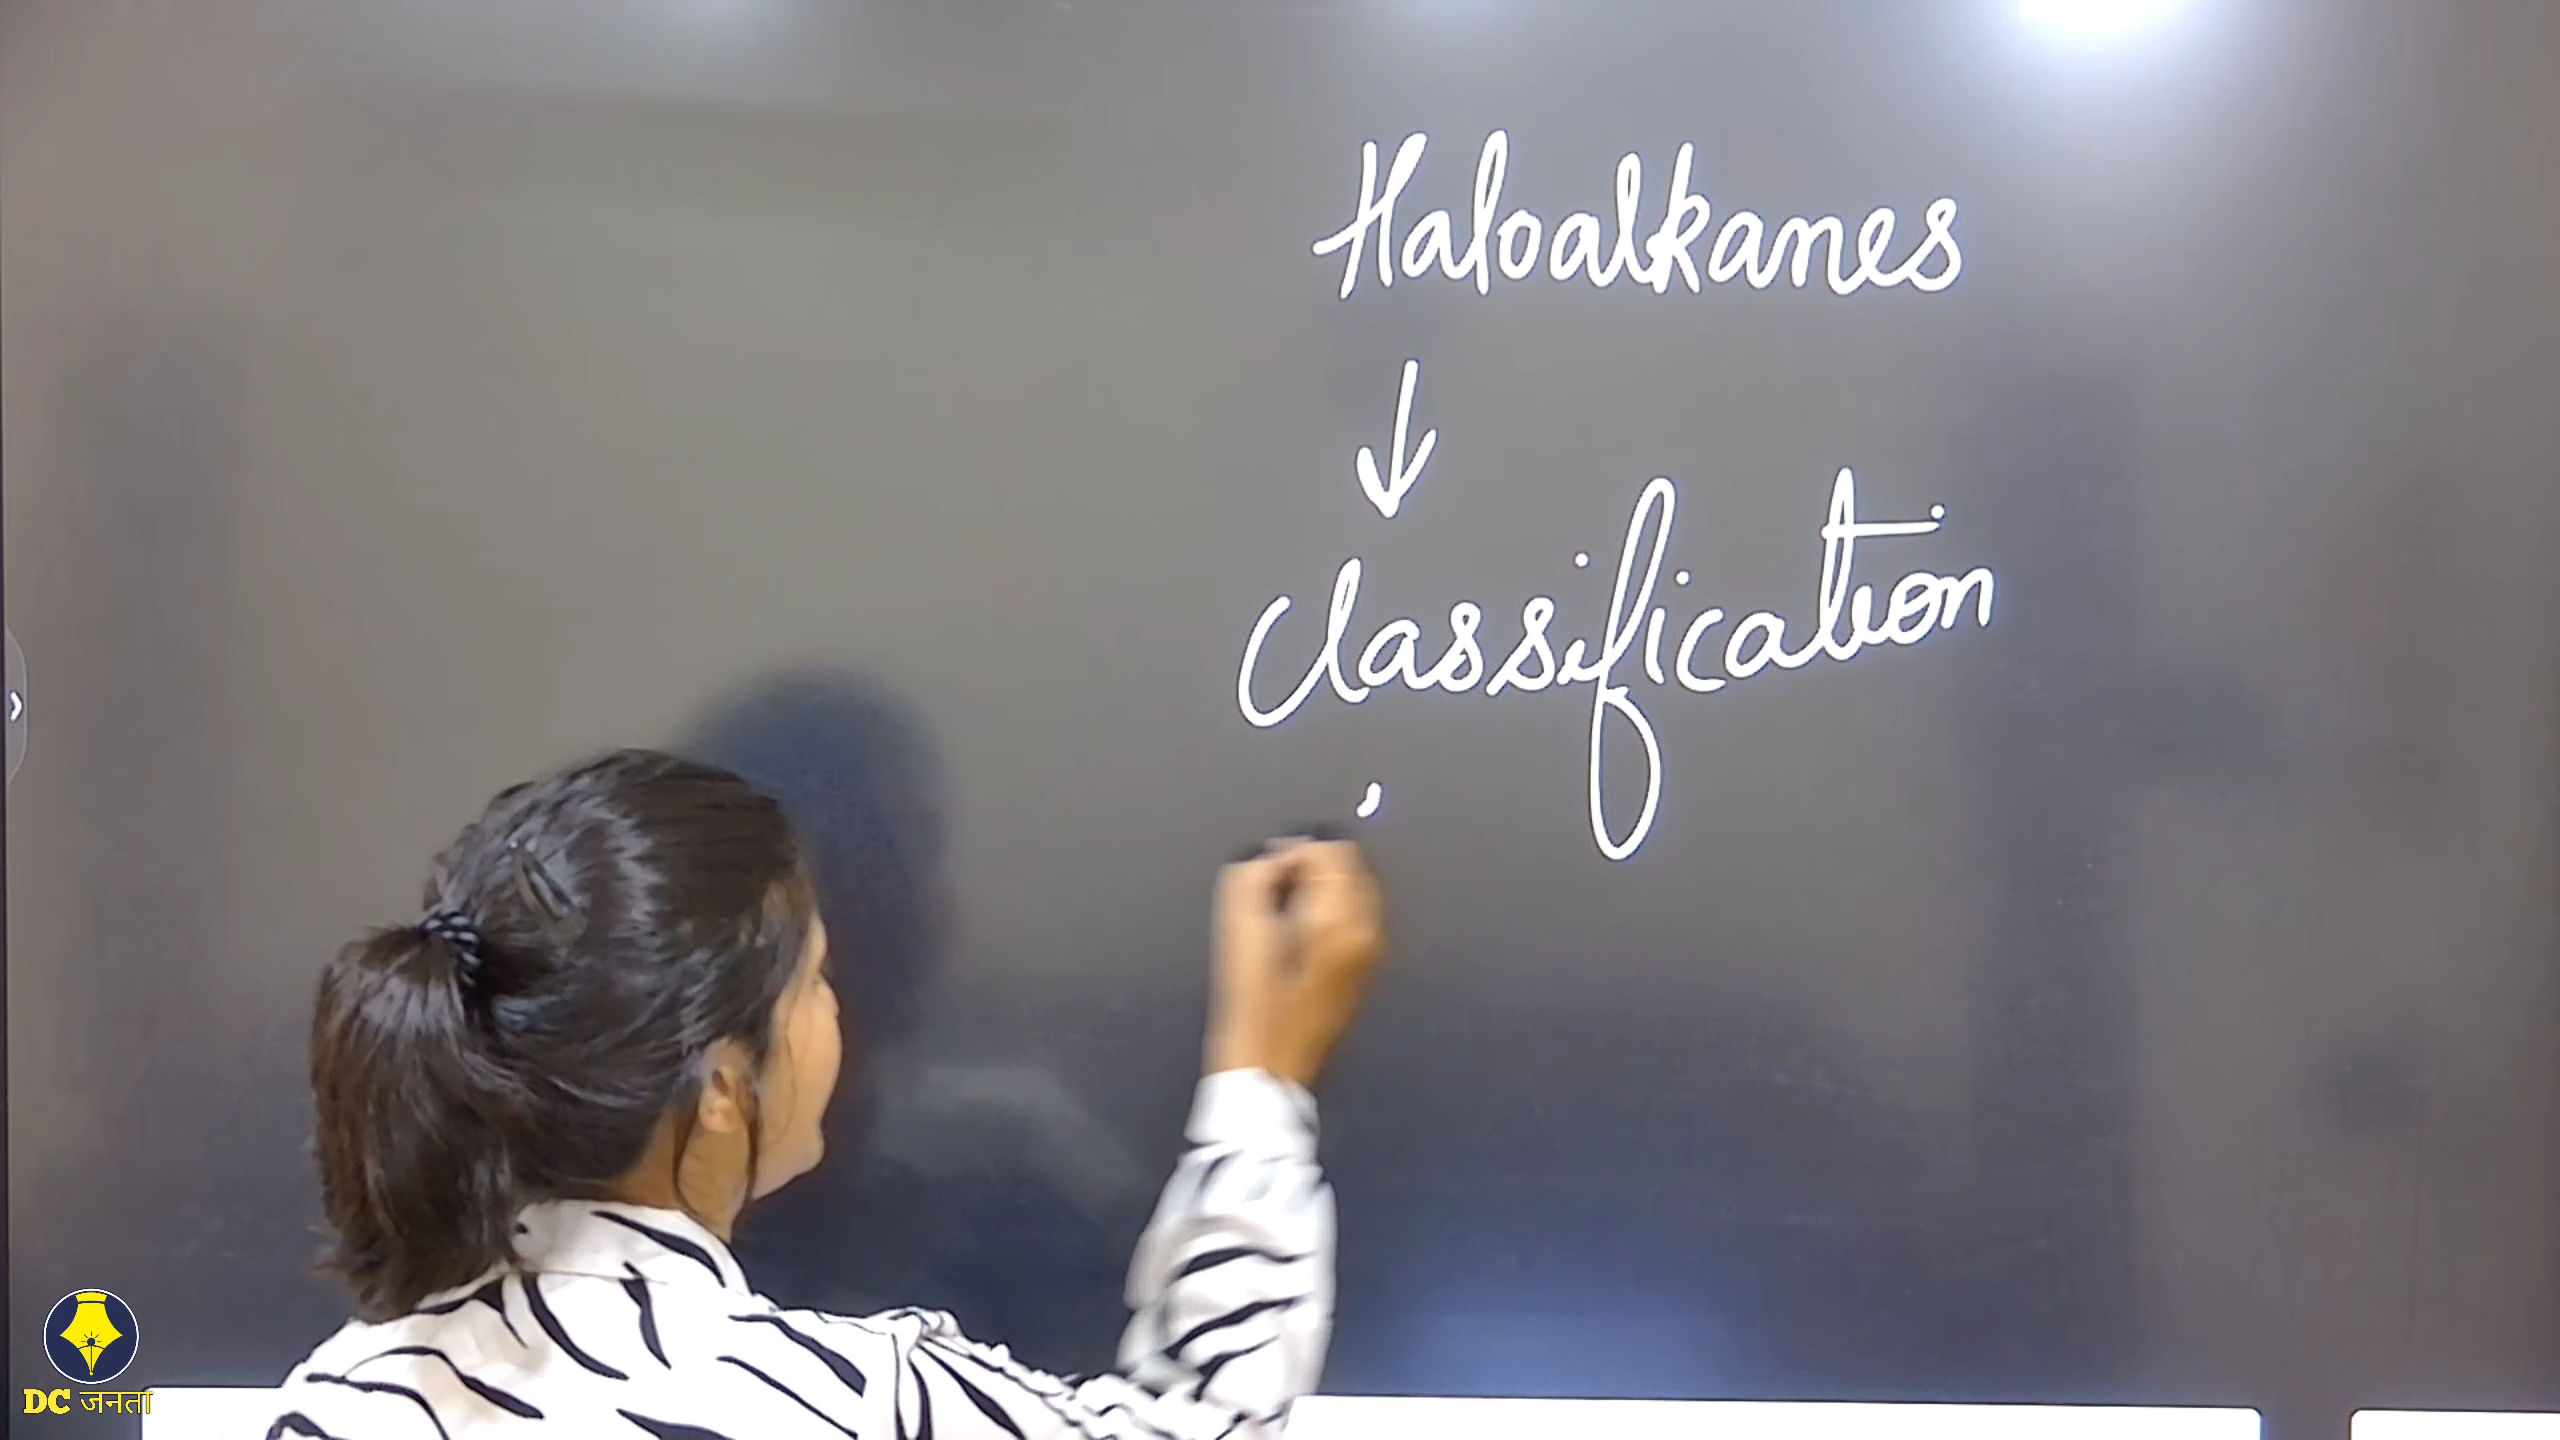 Haloalkanes
↓
Classification
DC जनता